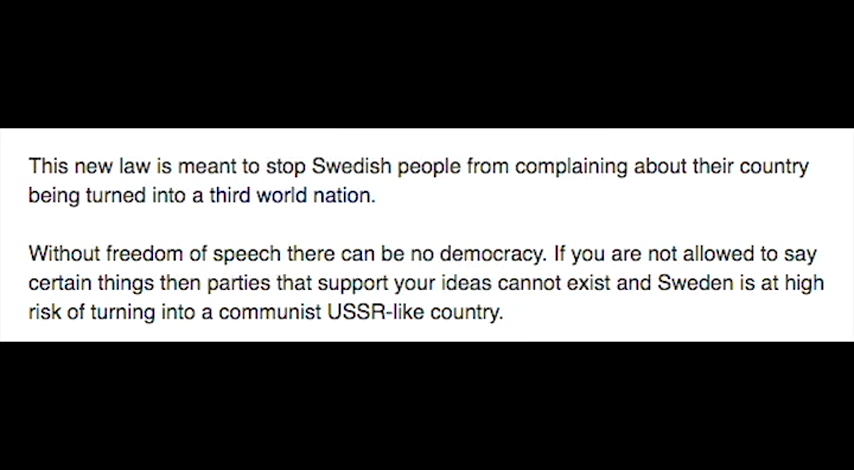 This new law is meant to stop Swedish people from complaining about their country
being turned into a third world nation.
Without freedom of speech there can be no democracy. If you are not allowed to say
certain things then parties that support your ideas cannot exist and Sweden is at high
risk of turning into a communist USSR-like country.